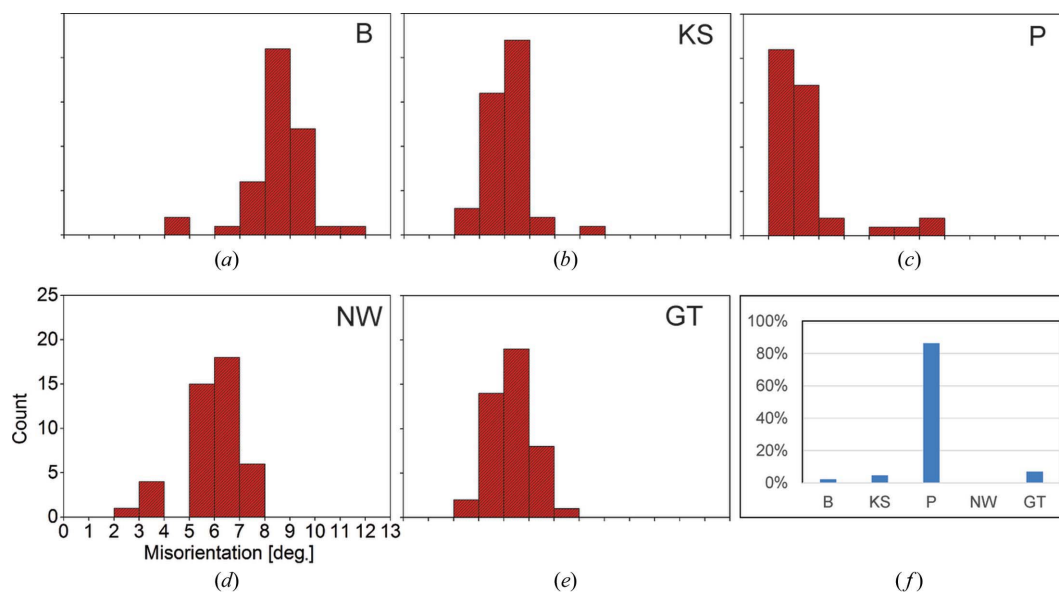 B
KS
P
(a)
(b)
(c)
25
20
15
10
5
0
Count
NW
0 1 2 3 4 5 6 7 8 9 10 11 12 13
Misorientation [deg.]
(d)
GT
(e)
100%
80%
60%
40%
20%
0%
B KS P NW GT
(f)